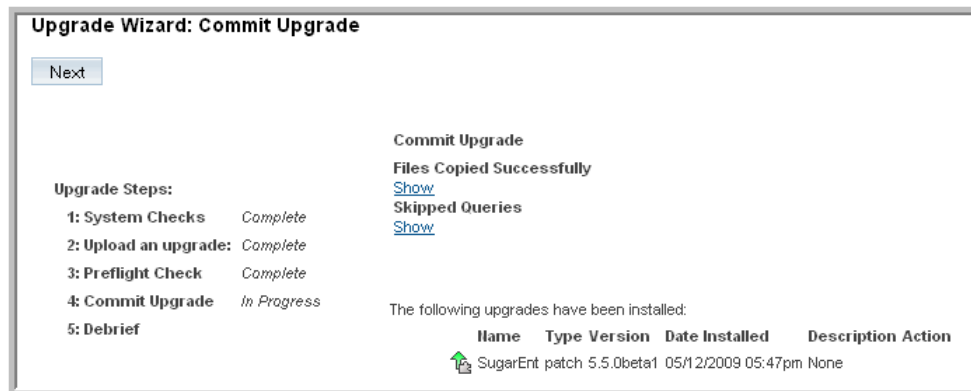 Upgrade Wizard: Commit Upgrade
Next
Upgrade Steps:
1: System Checks Complete
2: Upload an upgrade: Complete
3: Preflight Check Complete
4: Commit Upgrade In Progress
5: Debrief
Commit Upgrade
Files Copied Successfully
Show
Skipped Queries
Show
The following upgrades have been installed:
Name Type Version Date Installed Description Action
SugarEnt patch 5.5.0beta1 05/12/2009 05:47pm None